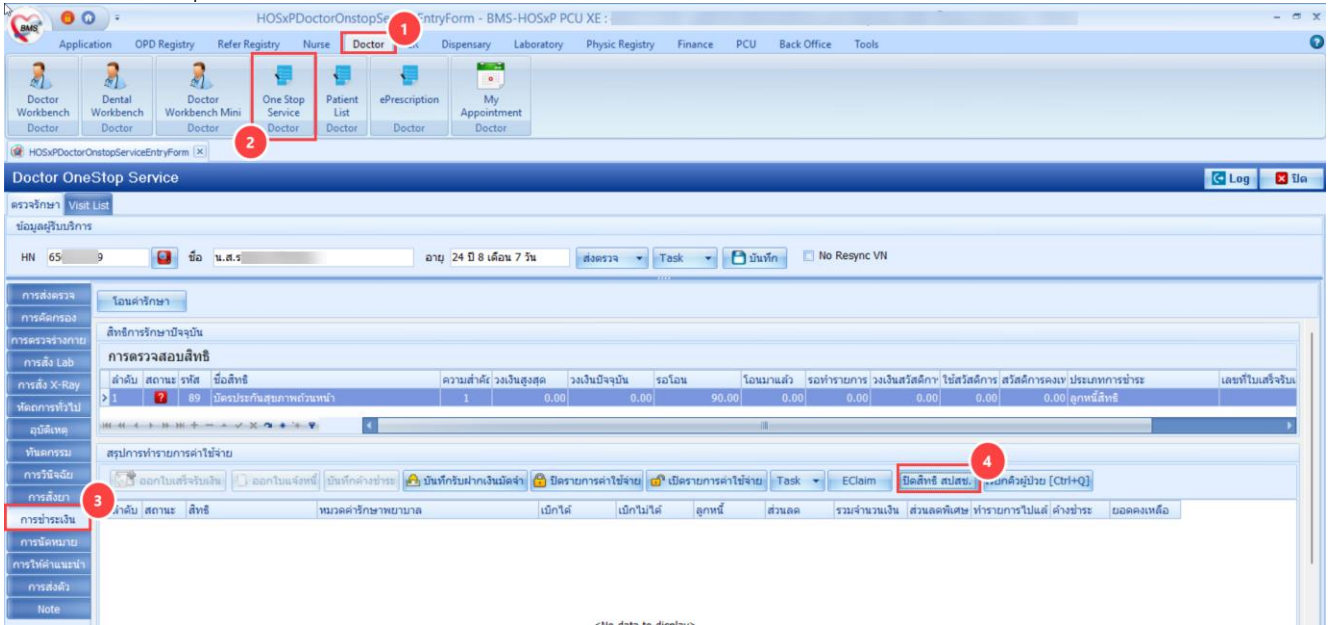 BMS
HOSxPDoctorOnstopSe EntryForm - BMS-HOSxP PCU XE :
1
Application OPD Registry Refer Registry Nurse Doctor Dispensary Laboratory Physic Registry Finance PCU Back Office Tools
Doctor Workbench Dental Workbench Doctor Workbench Mini One Stop Service Patient List ePrescription My Appointment
Doctor Doctor Doctor Doctor Doctor Doctor Doctor
2
HOSxPDoctorOnstopServiceEntryForm
Doctor OneStop Service Log ปิด
ตรวจรักษา Visit List
ข้อมูลผู้รับบริการ
HN 65 9 ชื่อ น.ส.ร อายุ 24 ปี 8 เดือน 7 วัน ส่งตรวจ Task บันทึก No Resync VN
การส่งตรวจ โอนค่ารักษา
การคัดกรอง
การตรวจร่างกาย สิทธิการรักษาปัจจุบัน
การสั่ง Lab การตรวจสอบสิทธิ
การสั่ง X-Ray ลำดับ สถานะ รหัส ชื่อสิทธิ ความสำคัญ วงเงินสูงสุด วงเงินปัจจุบัน รอโอน โอนมาแล้ว รอทำรายการ วงเงินสวัสดิกา ใช้สวัสดิการ สวัสดิการคงเห ประเภทการชำระ เลขที่ใบเสร็จรับเ
หัตถการทั่วไป 1 ? 89 บัตรประกันสุขภาพถ้วนหน้า 1 0.00 0.00 90.00 0.00 0.00 0.00 0.00 0.00 ลูกหนี้สิทธิ
อุบัติเหตุ
ทันตกรรม สรุปการทำรายการค่าใช้จ่าย
4
การวินิจฉัย ออกใบเสร็จรับเงิน ออกใบแจ้งหนี้ บันทึกค้างชำระ บันทึกรับฝากเงินมัดจำ ปิดรายการค่าใช้จ่าย เปิดรายการค่าใช้จ่าย Task EClaim ปิดสิทธิ สปสช. เรียกคิวผู้ป่วย [Ctrl+Q]
การสั่งยา
3
การชำระเงิน ลำดับ สถานะ สิทธิ หมวดค่ารักษาพยาบาล เบิกได้ เบิกไม่ได้ ลูกหนี้ ส่วนลด รวมจำนวนเงิน ส่วนลดพิเศษ ทำรายการไปแล้ ค้างชำระ ยอดคงเหลือ
การนัดหมาย
การให้คำแนะนำ
การส่งตัว
Note
<No data to display>